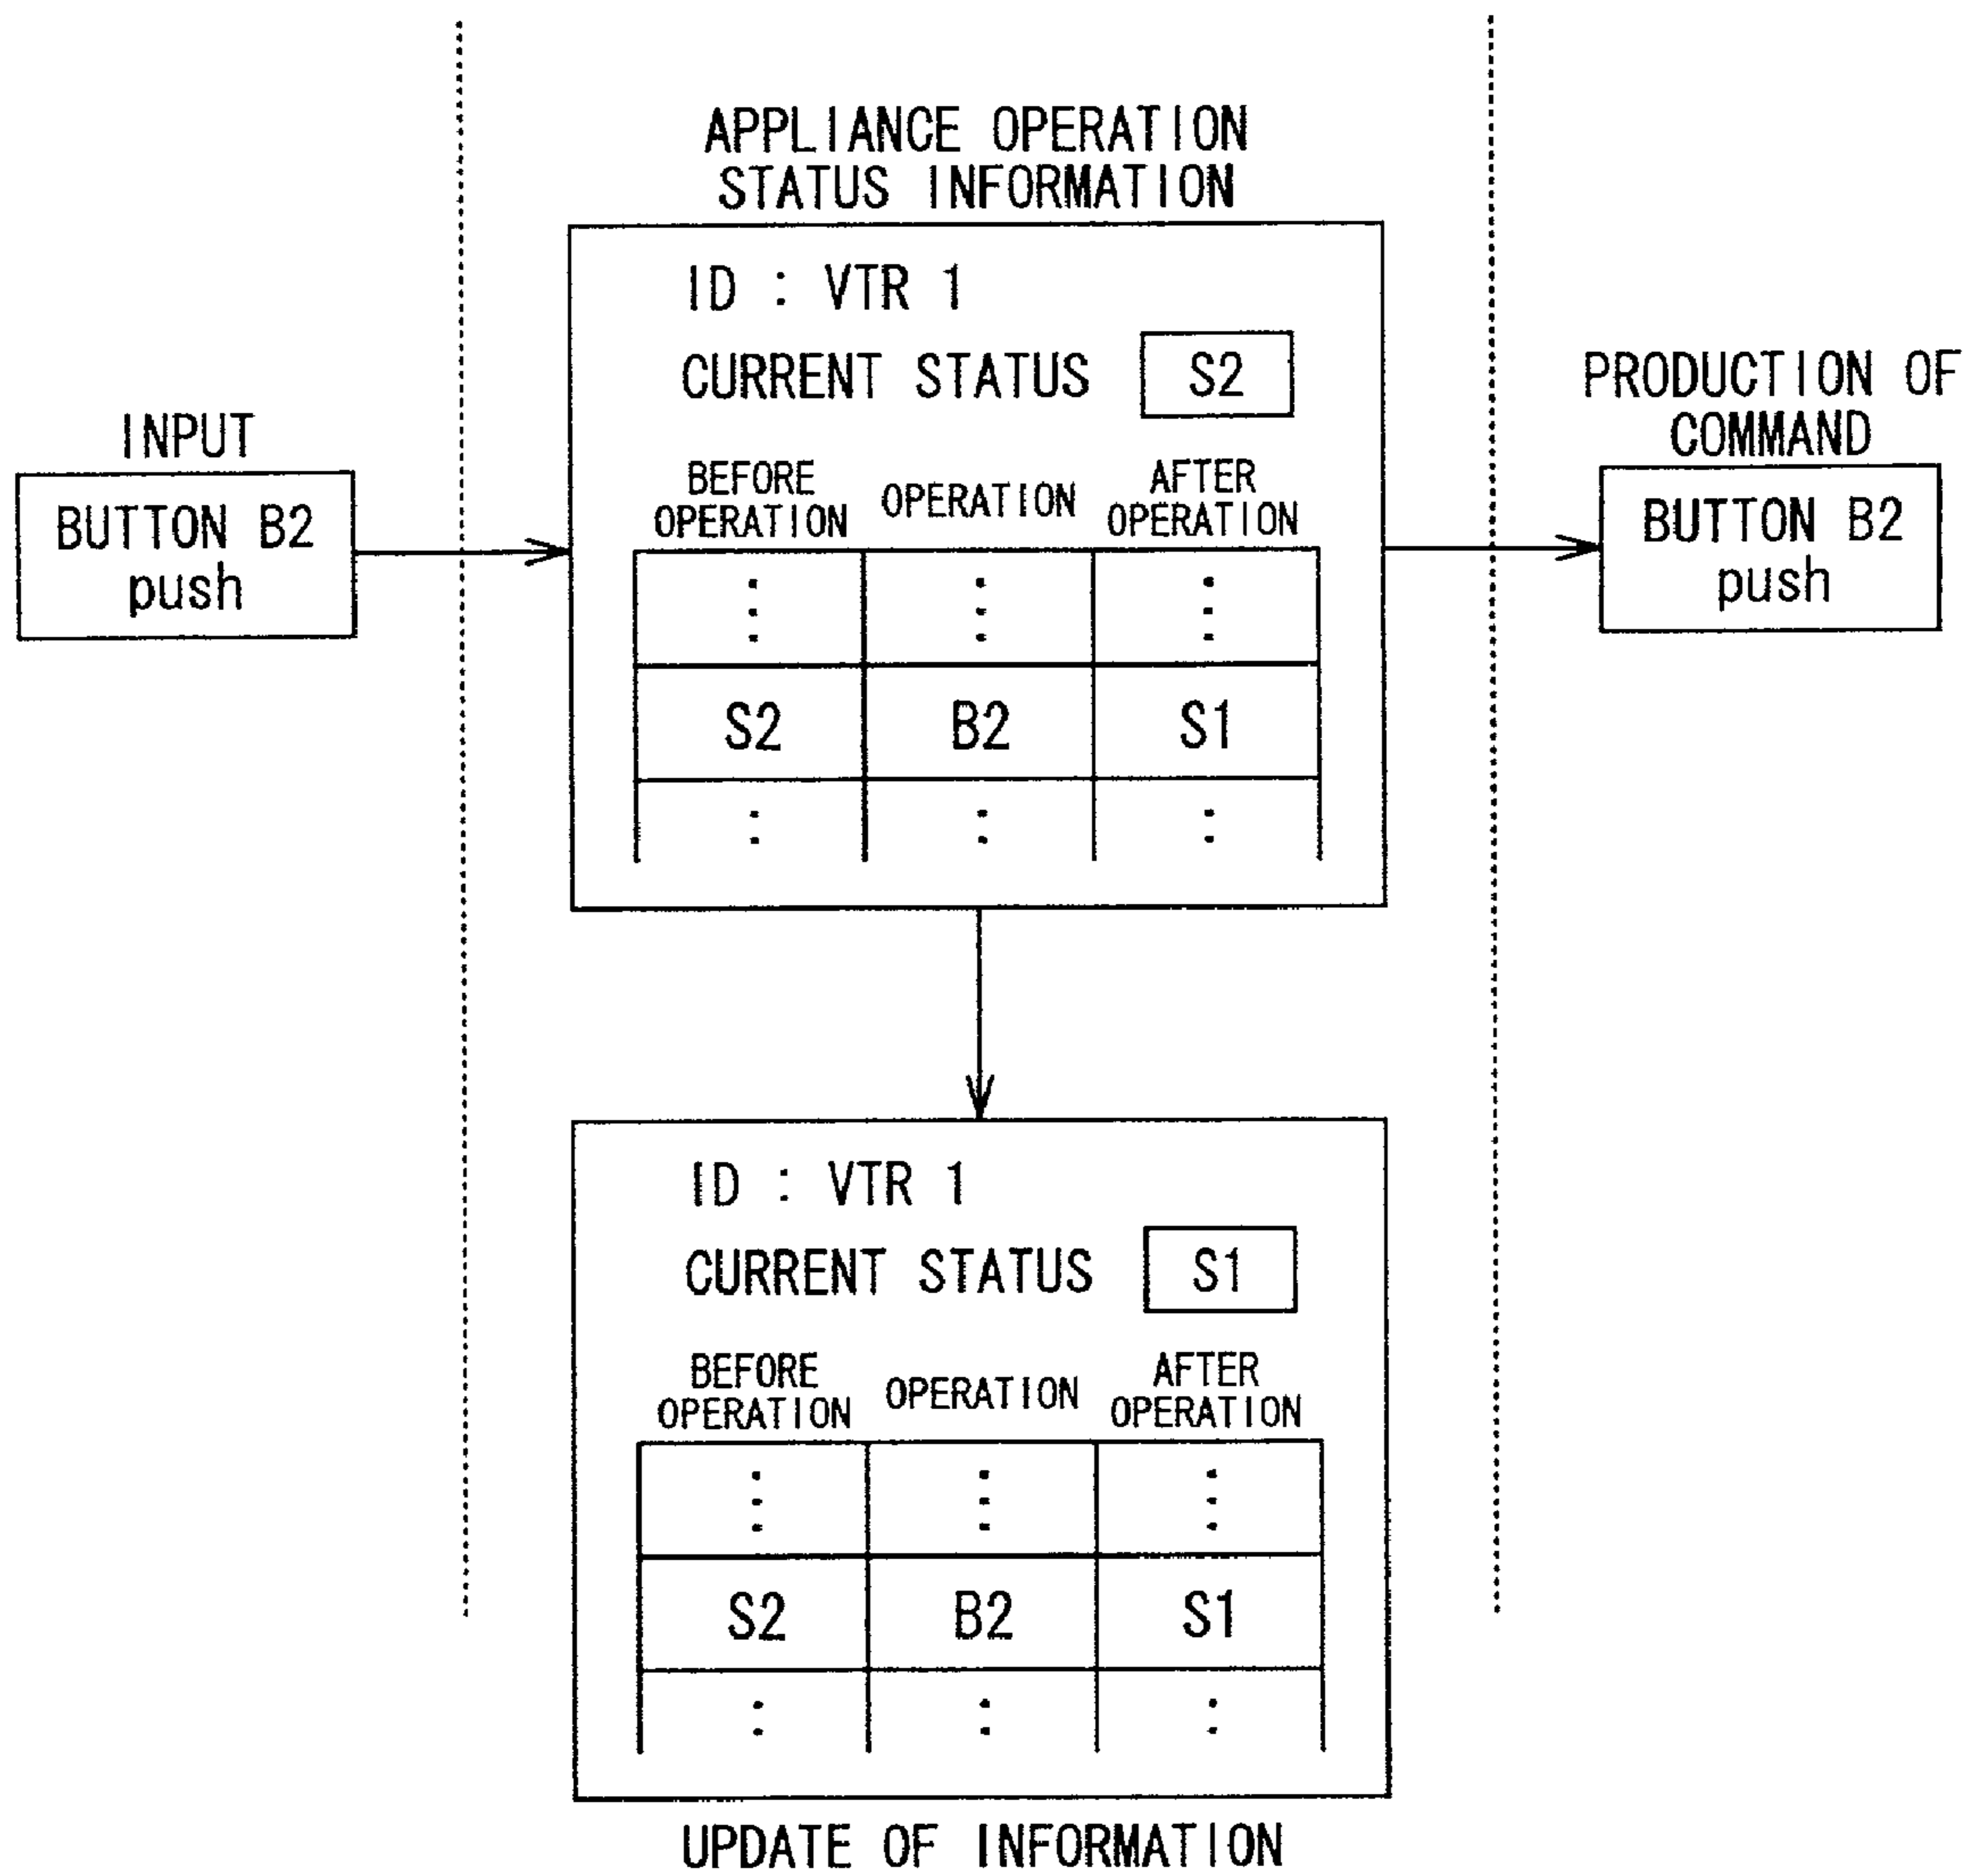 APPLIANCE OPERATION
STATUS INFORMATION
ID : VTR 1
CURRENT STATUS S2
BEFORE
OPERATION
OPERATION
AFTER
OPERATION
S2 B2 S1
INPUT
BUTTON B2
push
PRODUCTION OF
COMMAND
BUTTON B2
push
ID : VTR 1
CURRENT STATUS S1
BEFORE
OPERATION
OPERATION
AFTER
OPERATION
S2 B2 S1
UPDATE OF INFORMATION